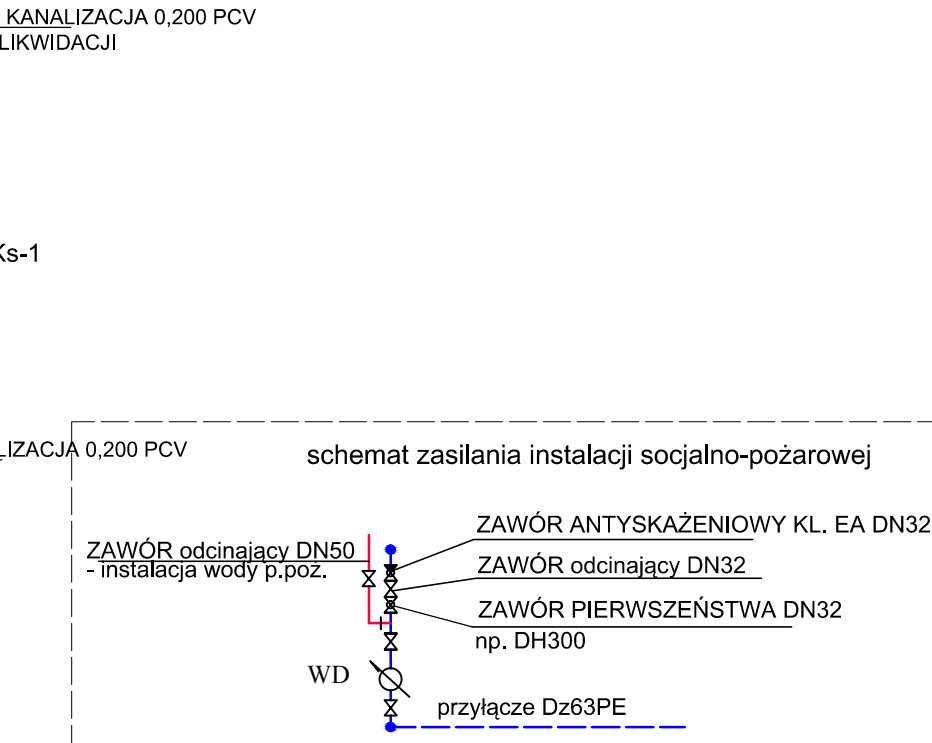 KANALIZACJA 0,200 PCV
LIKWIDACJI
Ks-1
LIZACJA 0,200 PCV
schemat zasilania instalacji socjalno-pożarowej
ZAWÓR ANTYSKAŻENIOWY KL. EA DN32
ZAWÓR odcinający DN50
- instalacja wody p.poż.
ZAWÓR odcinający DN32
ZAWÓR PIERWSZEŃSTWA DN32
np. DH300
WD
przyłącze Dz63PE